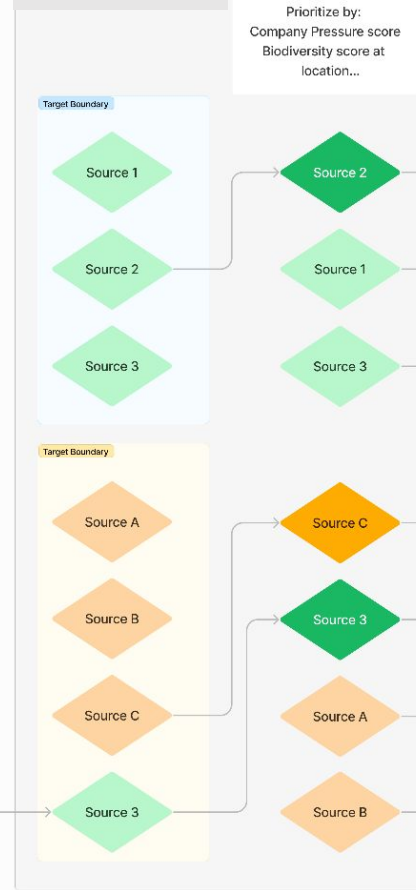 Prioritize by:
Company Pressure score
Biodiversity score at
location...
Target Boundary
Source 1
Source 2
Source 3
Source 2
Source 1
Source 3
Target Boundary
Source A
Source B
Source C
Source 3
Source C
Source 3
Source A
Source B